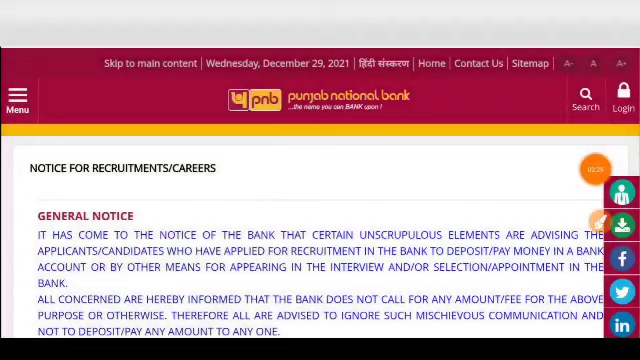 Skip to main content Wednesday, December 29, 2021 हिंदी संस्करण Home Contact Us Sitemap A- A A+
Menu
pnb punjab national bank
...the name you can BANK upon !
Search
Login
NOTICE FOR RECRUITMENTS/CAREERS
02:25
GENERAL NOTICE
IT HAS COME TO THE NOTICE OF THE BANK THAT CERTAIN UNSCRUPULOUS ELEMENTS ARE ADVISING THE
APPLICANTS/CANDIDATES WHO HAVE APPLIED FOR RECRUITMENT IN THE BANK TO DEPOSIT/PAY MONEY IN A BANK
ACCOUNT OR BY OTHER MEANS FOR APPEARING IN THE INTERVIEW AND/OR SELECTION/APPOINTMENT IN THE
BANK.
ALL CONCERNED ARE HEREBY INFORMED THAT THE BANK DOES NOT CALL FOR ANY AMOUNT/FEE FOR THE ABOVE
PURPOSE OR OTHERWISE. THEREFORE ALL ARE ADVISED TO IGNORE SUCH MISCHIEVOUS COMMUNICATION AND
NOT TO DEPOSIT/PAY ANY AMOUNT TO ANY ONE.